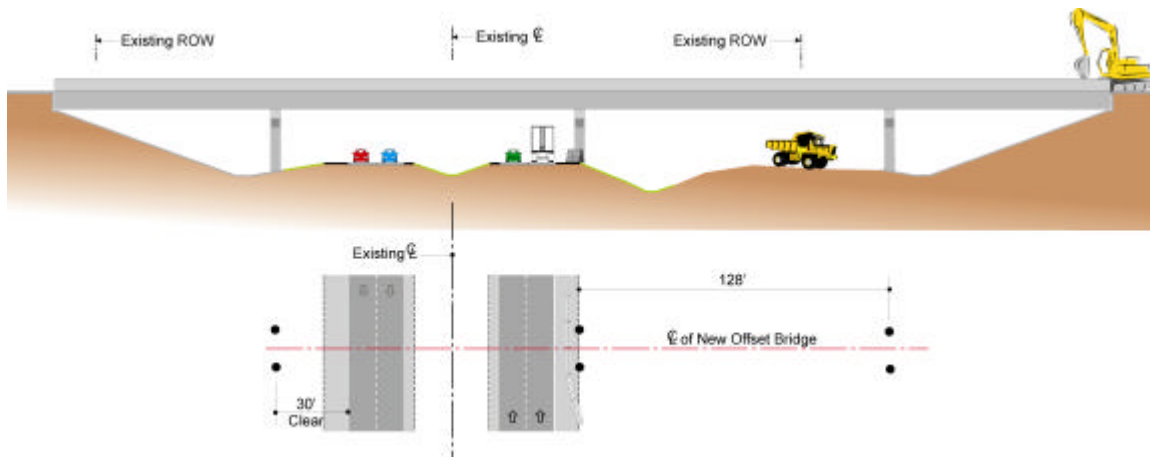 Existing ROW
Existing ℄
Existing ROW
Existing ℄
128'
℄ of New Offset Bridge
30'
Clear